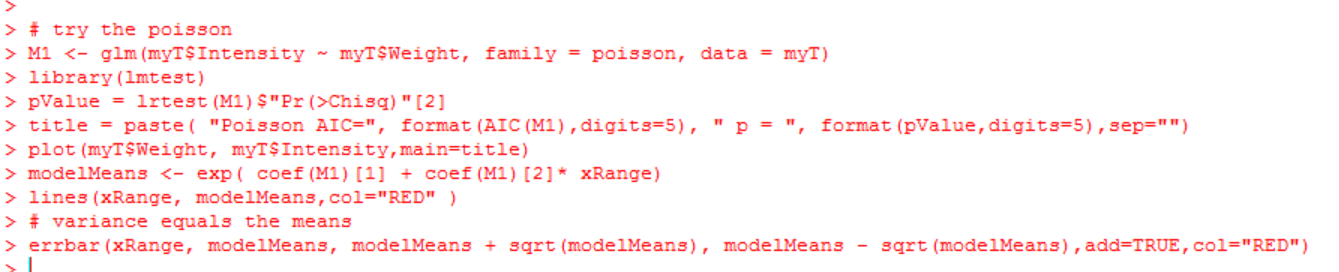 >
> # try the poisson
> M1 <- glm(myT$Intensity ~ myT$Weight, family = poisson, data = myT)
> library(lmtest)
> pValue = lrtest(M1)$"Pr(>Chisq)"[2]
> title = paste( "Poisson AIC=", format(AIC(M1),digits=5), " p = ", format(pValue,digits=5),sep="")
> plot(myT$Weight, myT$Intensity,main=title)
> modelMeans <- exp( coef(M1)[1] + coef(M1)[2]* xRange)
> lines(xRange, modelMeans,col="RED" )
> # variance equals the means
> errbar(xRange, modelMeans, modelMeans + sqrt(modelMeans), modelMeans - sqrt(modelMeans),add=TRUE,col="RED")
>